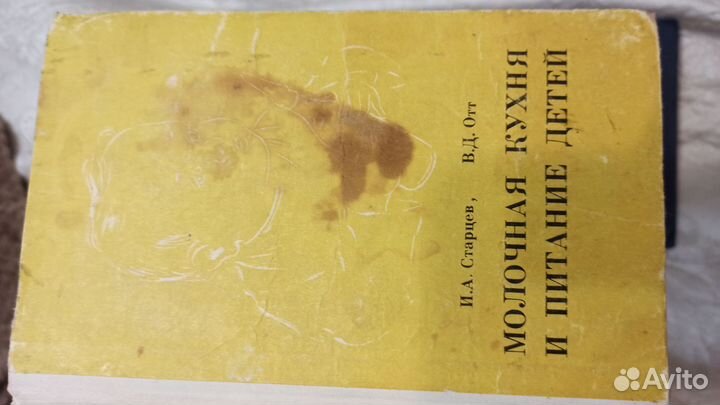 И.А. Старцев, В.Д. Отт
МОЛОЧНАЯ КУХНЯ
И ПИТАНИЕ ДЕТЕЙ
Avito